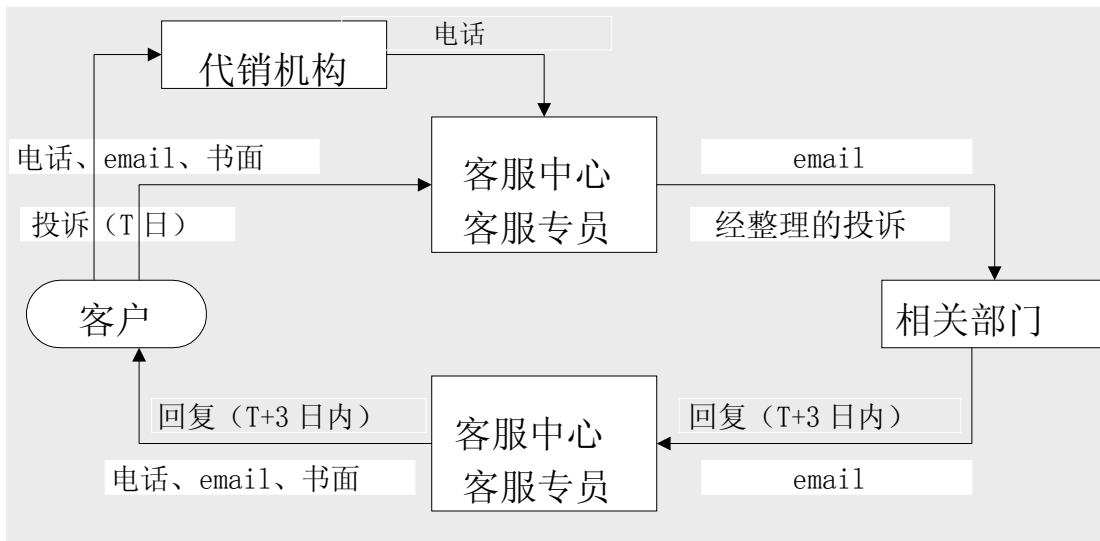 电话
代销机构
电话、email、书面
客服中心
客服专员
email
投诉（T 日）
经整理的投诉
客户
相关部门
回复（T+3 日内）
客服中心
客服专员
回复（T+3 日内）
电话、email、书面
email